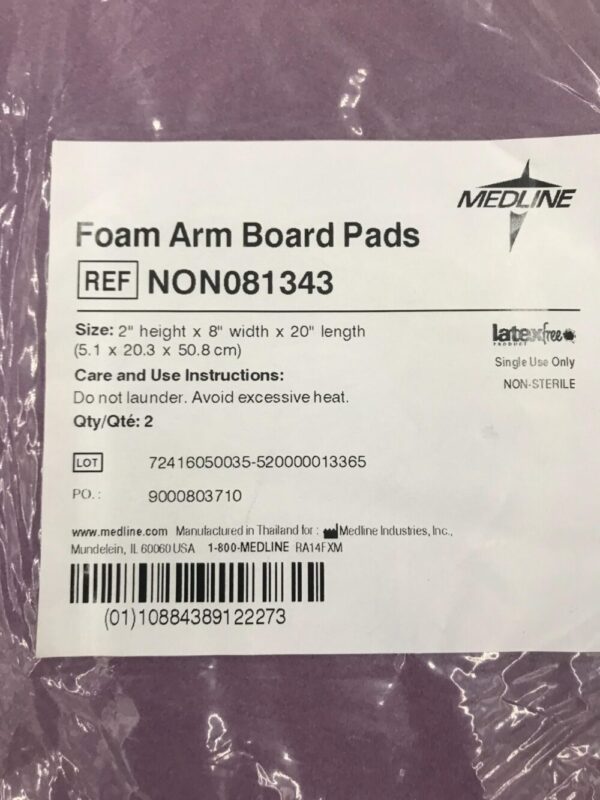 MEDLINE
Foam Arm Board Pads
REF NON081343
Size: 2" height x 8" width x 20" length
(5.1 x 20.3 x 50.8 cm)
latexfree
PRODUCT
Single Use Only
Care and Use Instructions:
NON-STERILE
Do not launder. Avoid excessive heat.
Qty/Qté: 2
LOT 72416050035-520000013365
PO.: 9000803710
www.medline.com Manufactured in Thailand for: Medline Industries, Inc.,
Mundelein, IL 60060 USA 1-800-MEDLINE RA14FXM
(01)10884389122273